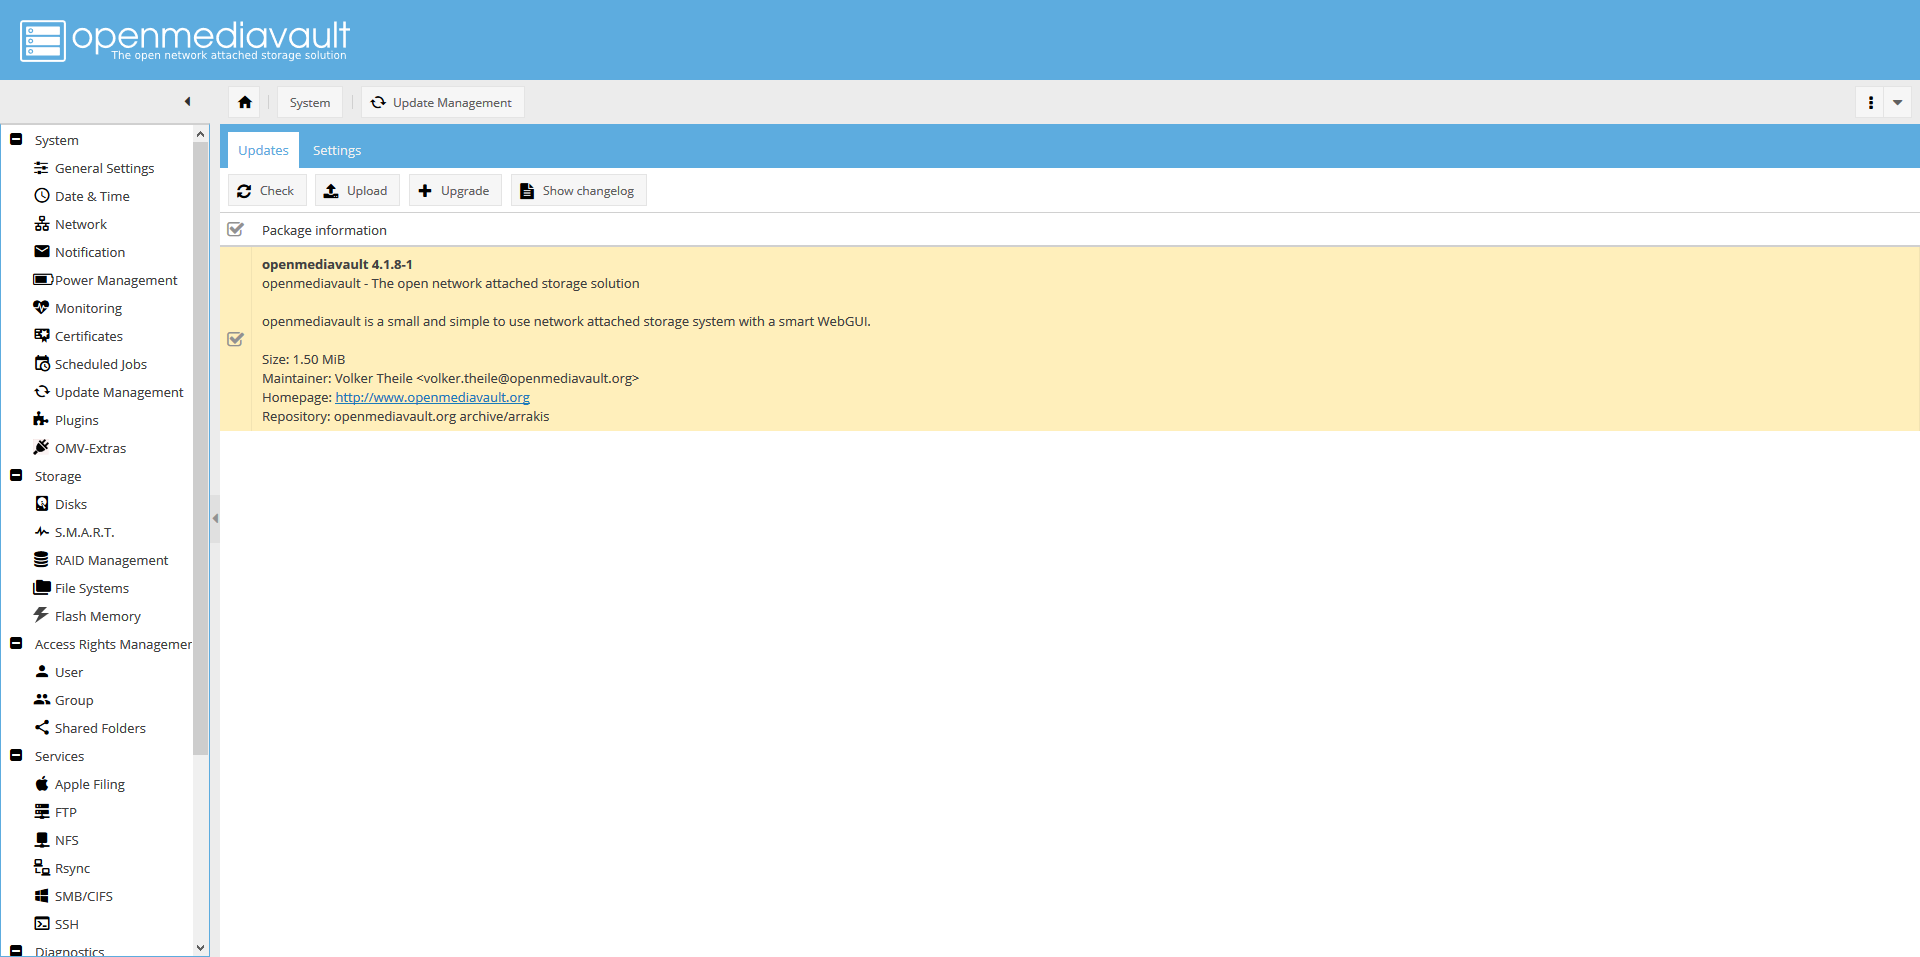 openmediavault
The open network attached storage solution
System
Update Management
System
General Settings
Date & Time
Network
Notification
Power Management
Monitoring
Certificates
Scheduled Jobs
Update Management
Plugins
OMV-Extras
Storage
Disks
S.M.A.R.T.
RAID Management
File Systems
Flash Memory
Access Rights Managemen
User
Group
Shared Folders
Services
Apple Filing
FTP
NFS
Rsync
SMB/CIFS
SSH
Diagnostics
Updates Settings
Check Upload Upgrade Show changelog
Package information
openmediavault 4.1.8-1
openmediavault - The open network attached storage solution
openmediavault is a small and simple to use network attached storage system with a smart WebGUI.
Size: 1.50 MiB
Maintainer: Volker Theile <volker.theile@openmediavault.org>
Homepage: http://www.openmediavault.org
Repository: openmediavault.org archive/arrakis